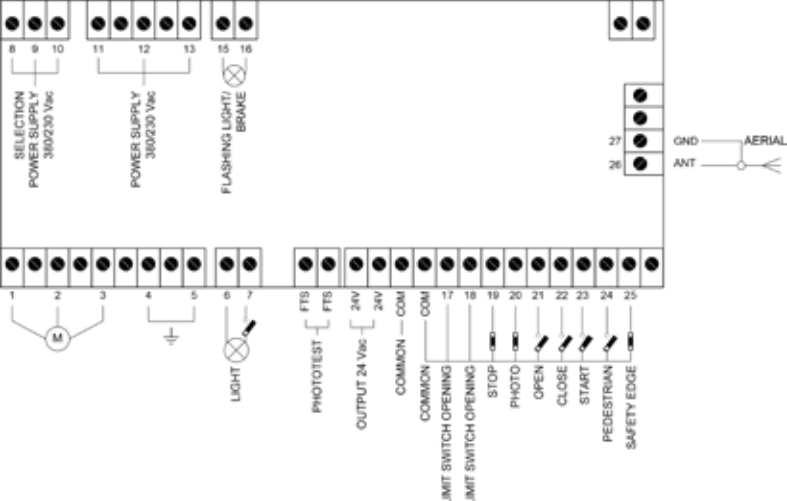 8 9 10 11 12 13 15 16
SELECTION
POWER SUPPLY
380/230 Vac
POWER SUPPLY
380/230 Vac
FLASHING LIGHT/
BRAKE
27 GND AERIAL
26 ANT
1 2 3 4 5 6 7 FTS FTS 24V 24V COM COM 17 18 19 20 21 22 23 24 25
M
LIGHT
PHOTOTEST
OUTPUT 24 Vac
COMMON
COMMON
IMIT SWITCH OPENING
IMIT SWITCH OPENING
STOP
PHOTO
OPEN
CLOSE
START
PEDESTRIAN
SAFETY EDGE